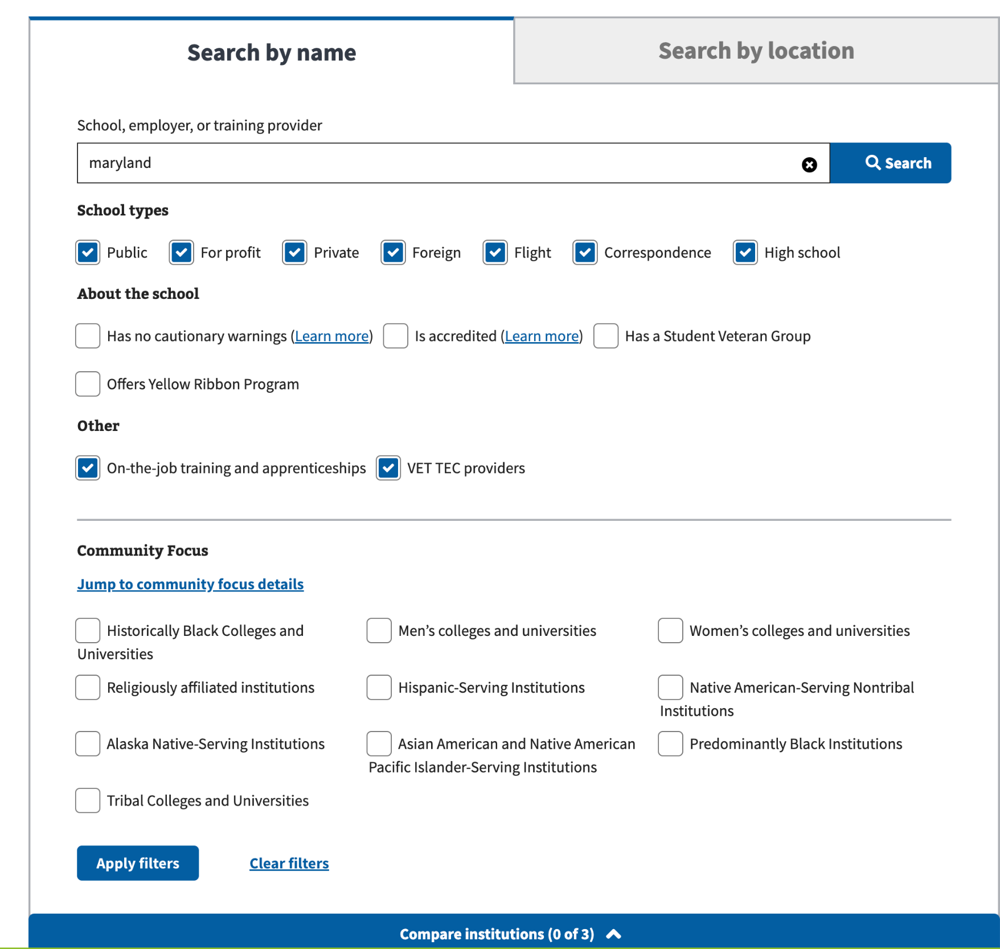 Search by name
Search by location
School, employer, or training provider
maryland
Search
School types
Public For profit Private Foreign Flight Correspondence High school
About the school
Has no cautionary warnings (Learn more) Is accredited (Learn more) Has a Student Veteran Group
Offers Yellow Ribbon Program
Other
On-the-job training and apprenticeships VET TEC providers
Community Focus
Jump to community focus details
Historically Black Colleges and
Universities
Men’s colleges and universities
Women’s colleges and universities
Religiously affiliated institutions
Hispanic-Serving Institutions
Native American-Serving Nontribal
Institutions
Alaska Native-Serving Institutions
Asian American and Native American
Pacific Islander-Serving Institutions
Predominantly Black Institutions
Tribal Colleges and Universities
Apply filters
Clear filters
Compare institutions (0 of 3)